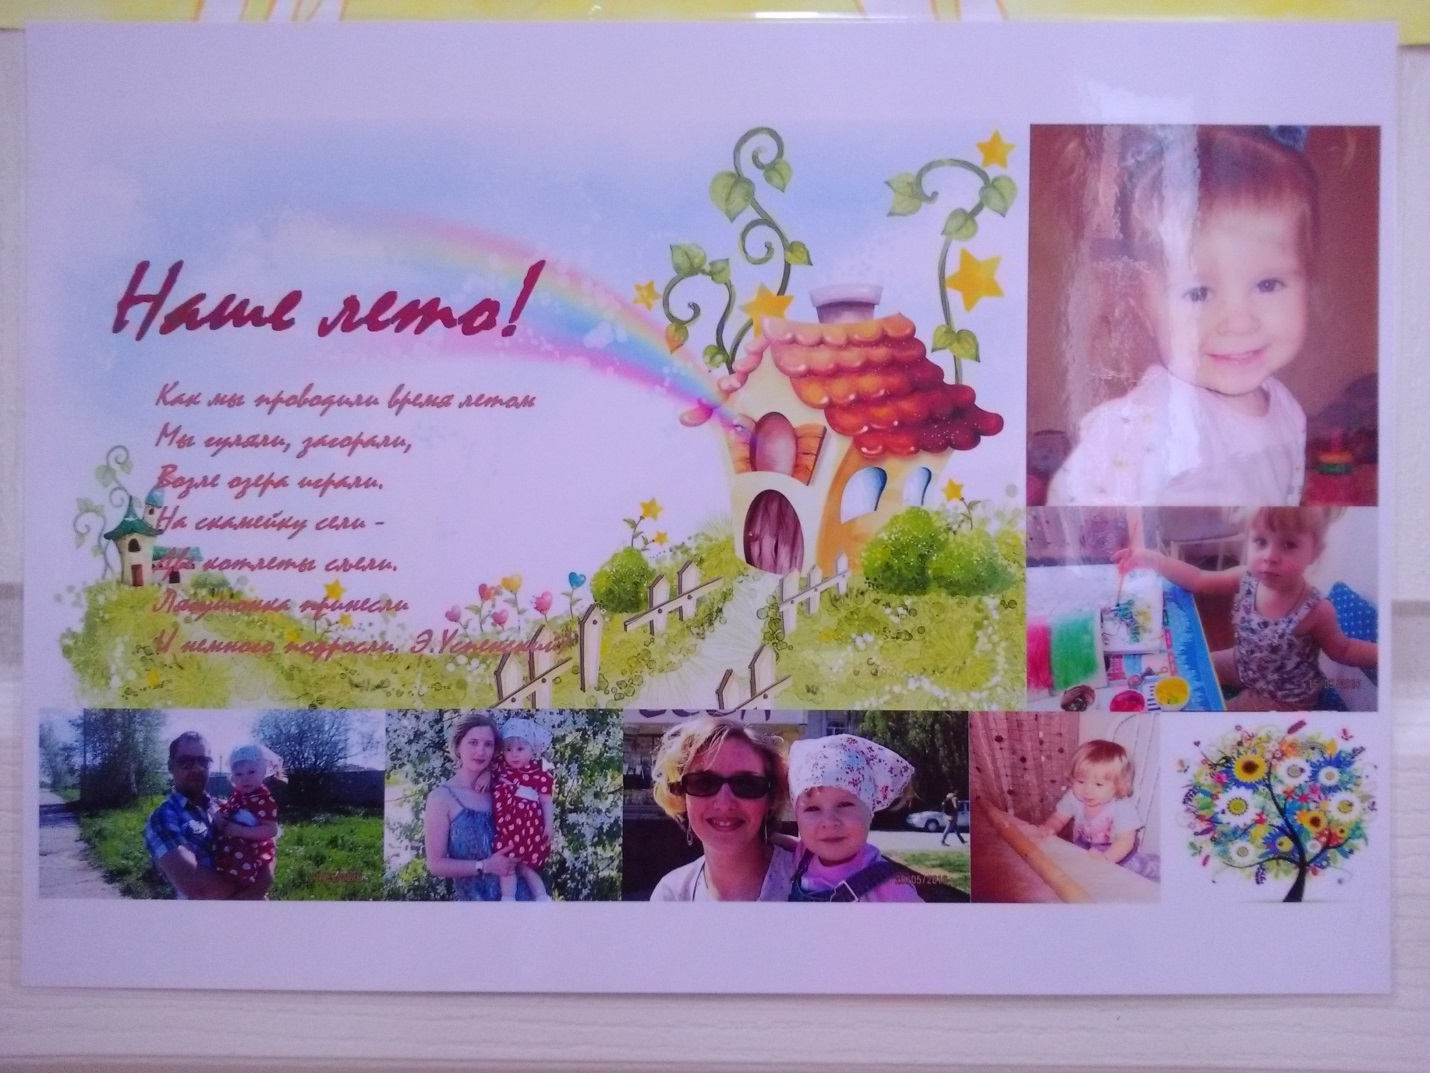 Наше лето!
Как мы проводили время летом
Мы гуляли, загорали,
Возле озера играли.
На скамейку сели -
Две котлеты съели.
Лягушонка принесли
И немного подросли. Э.Успенский